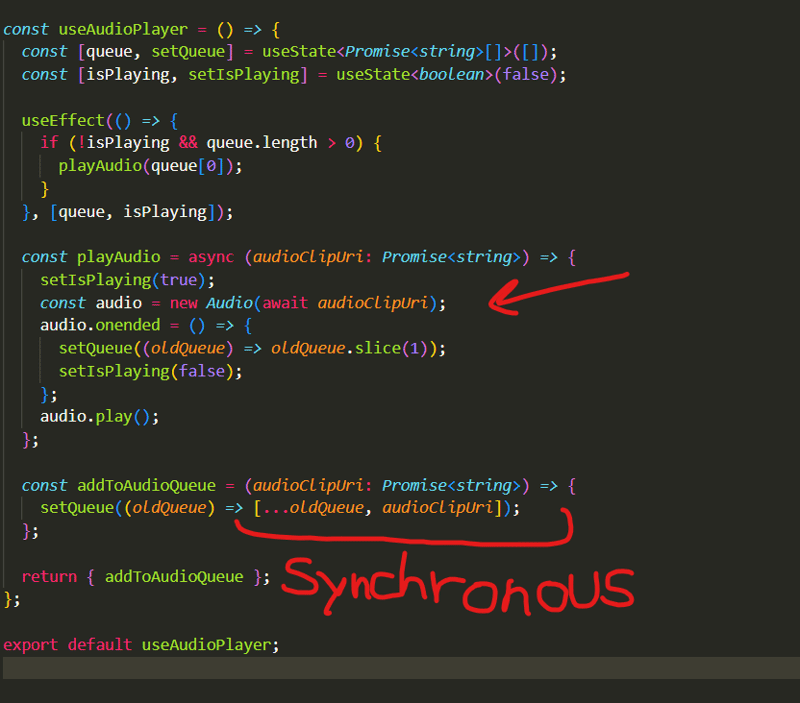 const useAudioPlayer = () => {
const [queue, setQueue] = useState<Promise<string>[]>([]);
const [isPlaying, setIsPlaying] = useState<boolean>(false);
useEffect(() => {
if (!isPlaying && queue.length > 0) {
playAudio(queue[0]);
}
}, [queue, isPlaying]);
const playAudio = async (audioClipUri: Promise<string>) => {
setIsPlaying(true);
const audio = new Audio(await audioClipUri);
audio.onended = () => {
setQueue((oldQueue) => oldQueue.slice(1));
setIsPlaying(false);
};
audio.play();
};
const addToAudioQueue = (audioClipUri: Promise<string>) => {
setQueue((oldQueue) => [...oldQueue, audioClipUri]);
};
return { addToAudioQueue };
Synchronous
};
export default useAudioPlayer;